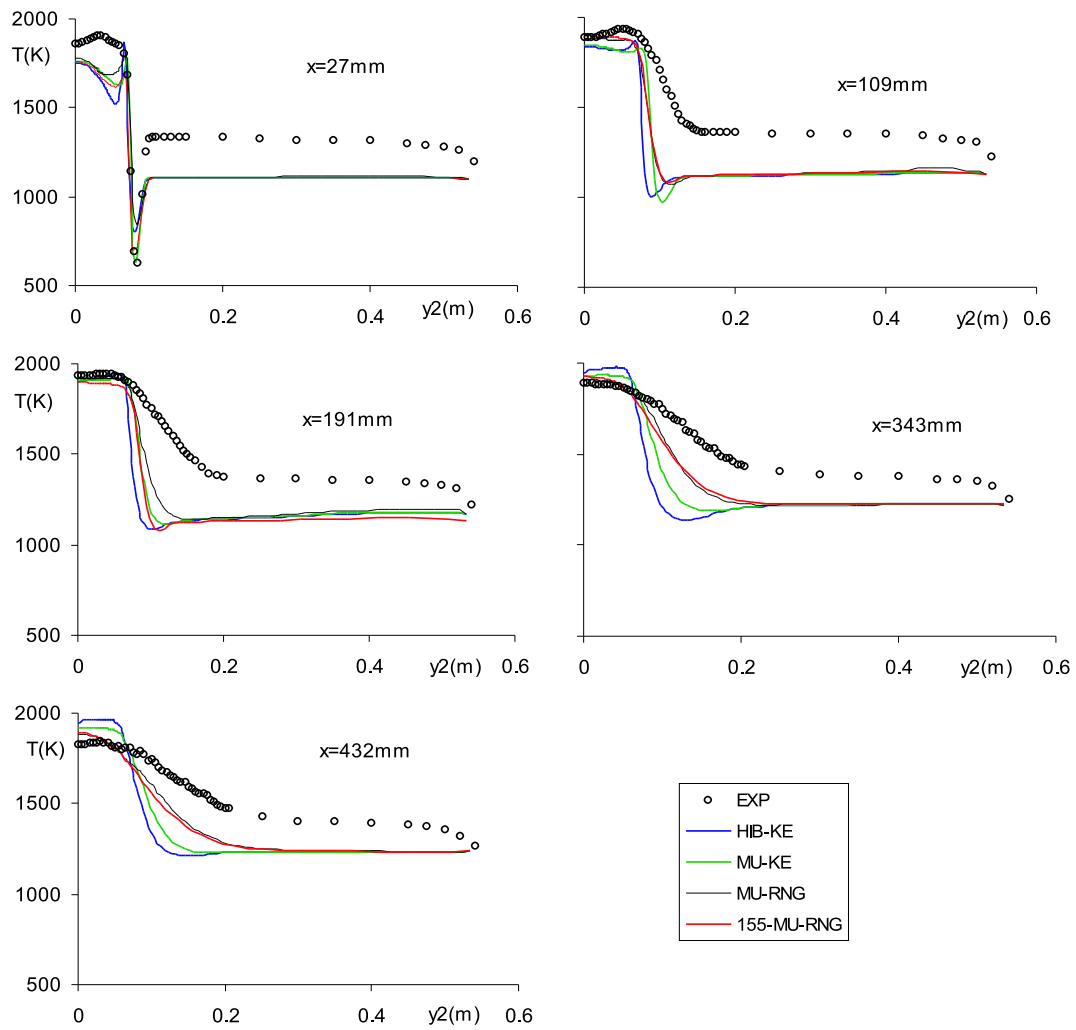 2000
T(K)
x=27mm
1500
1000
500
0
0.2
0.4
0.6
y2(m)
2000
T(K)
x=109mm
1500
1000
500
0
0.2
0.4
0.6
y2(m)
2000
T(K)
x=191mm
1500
1000
500
0
0.2
0.4
0.6
y2(m)
2000
T(K)
x=343mm
1500
1000
500
0
0.2
0.4
0.6
y2(m)
2000
T(K)
x=432mm
1500
1000
500
0
0.2
0.4
0.6
y2(m)
EXP
HIB-KE
MU-KE
MU-RNG
155-MU-RNG